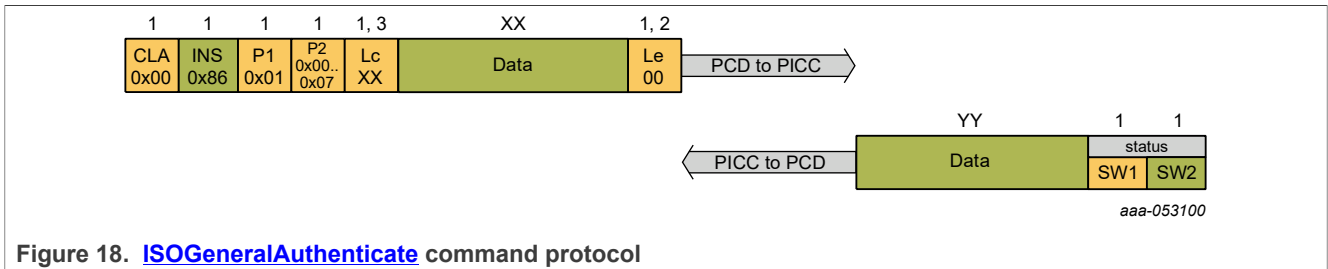 1 1 1 1 1, 3 XX 1, 2
CLA INS P1 P2 Lc Data Le
0x00 0x86 0x01 0x00.. XX 00
0x07
PCD to PICC
YY 1 1
PICC to PCD
Data
status
SW1 SW2
aaa-053100
Figure 18. ISOGeneralAuthenticate command protocol